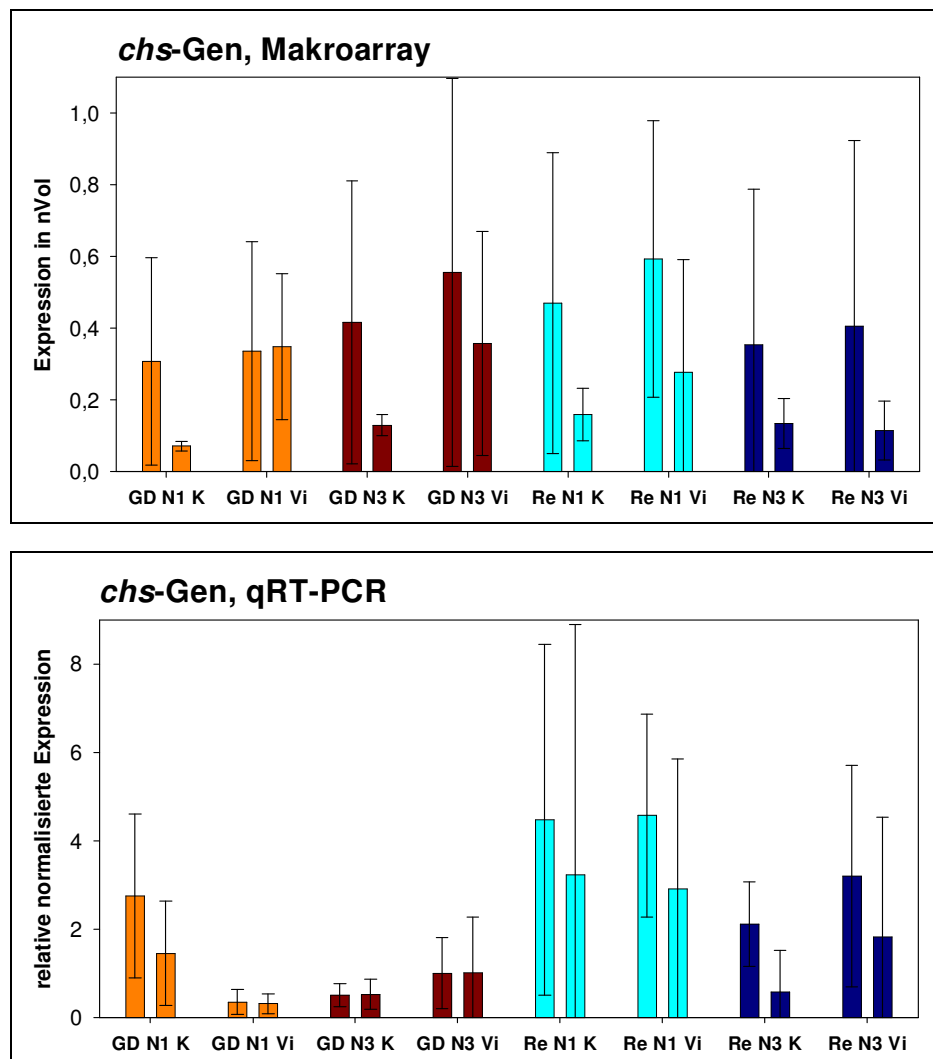 chs-Gen, Makroarray
Expression in nVol
1,0
0,8
0,6
0,4
0,2
0,0
GD N1 K GD N1 Vi GD N3 K GD N3 Vi Re N1 K Re N1 Vi Re N3 K Re N3 Vi
chs-Gen, qRT-PCR
relative normalisierte Expression
8
6
4
2
0
GD N1 K GD N1 Vi GD N3 K GD N3 Vi Re N1 K Re N1 Vi Re N3 K Re N3 Vi